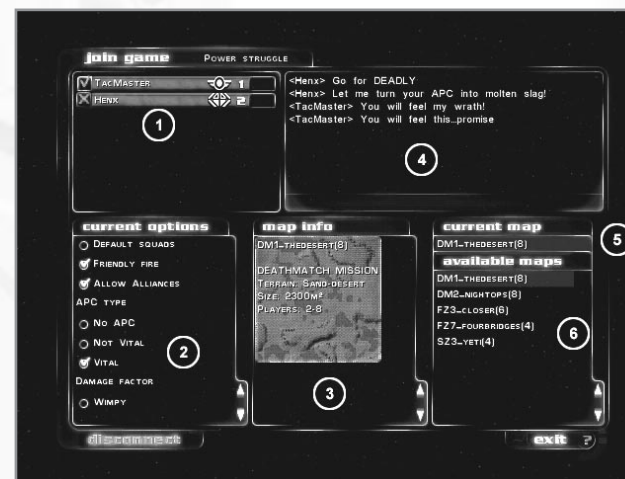 join game POWER STRUGGLE
TACMASTER 1
HENX 2
1
<Henx> Go for DEADLY
<Henx> Let me turn your APC into molten slag!
<TacMaster> You will feel my wrath!
<TacMaster> You will feel this_promise
4
current options
DEFAULT SQUADS
FRIENDLY FIRE
ALLOW ALLIANCES
APC TYPE
NO APC
NOT VITAL
VITAL
DAMAGE FACTOR
WIMPY
2
map info
DM1_THEDESERT(8)
DEATHMATCH MISSION
TERRAIN: SAND-DESERT
SIZE: 2300M²
PLAYERS: 2-8
3
current map
DM1_THEDESERT(8)
5
available maps
DM1_THEDESERT(8)
DM2_NIGHTOPS(8)
FZ3_CLOSER(6)
FZ7_FOURBRIDGES(4)
SZ3_YETI(4)
6
disconnect
exit ?